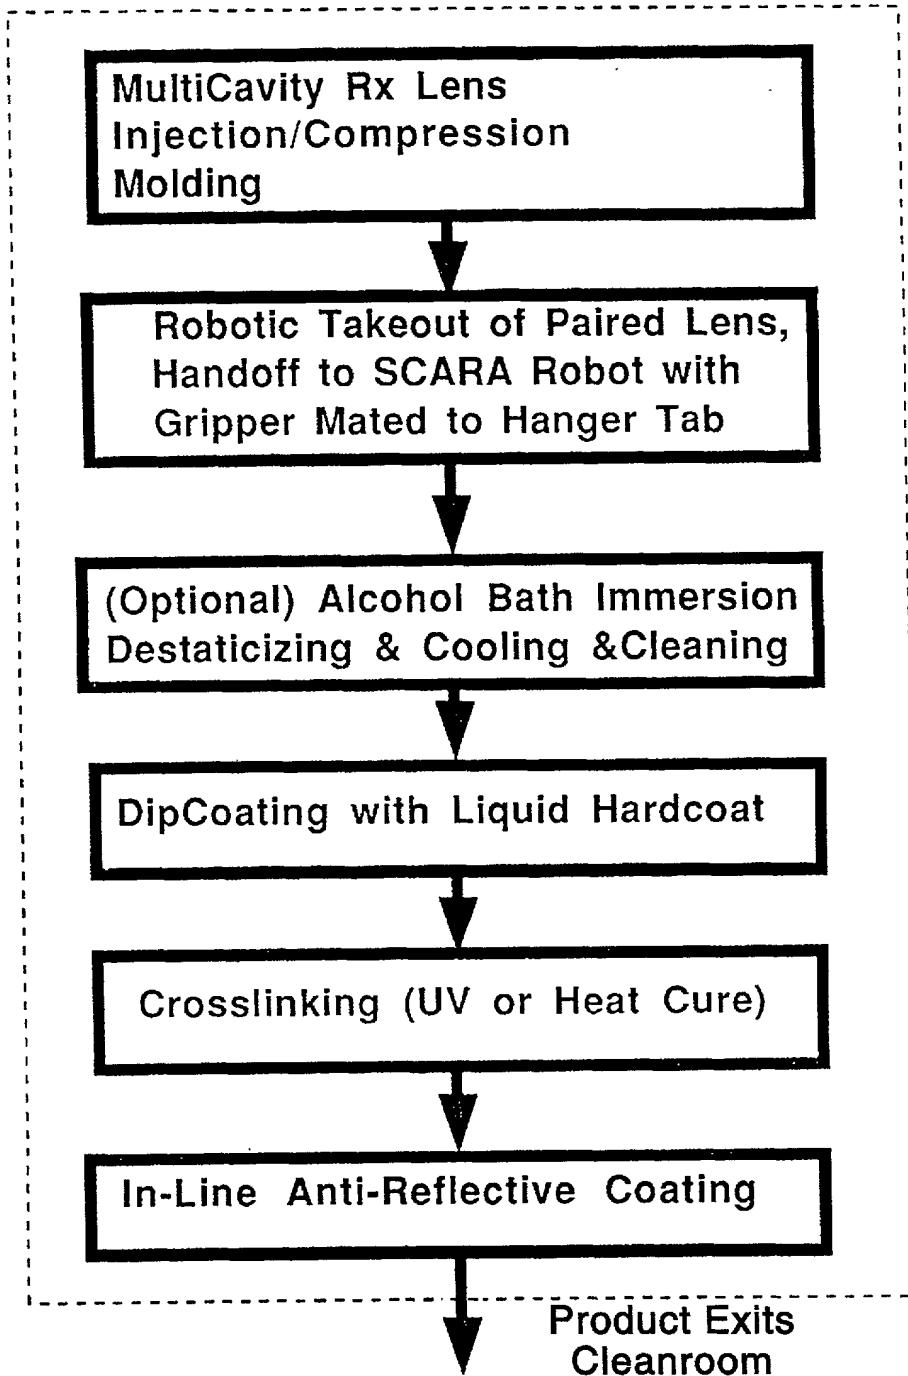 MultiCavity Rx Lens
Injection/Compression
Molding
Robotic Takeout of Paired Lens,
Handoff to SCARA Robot with
Gripper Mated to Hanger Tab
(Optional) Alcohol Bath Immersion
Destaticizing & Cooling &Cleaning
DipCoating with Liquid Hardcoat
Crosslinking (UV or Heat Cure)
In-Line Anti-Reflective Coating
Product Exits
Cleanroom